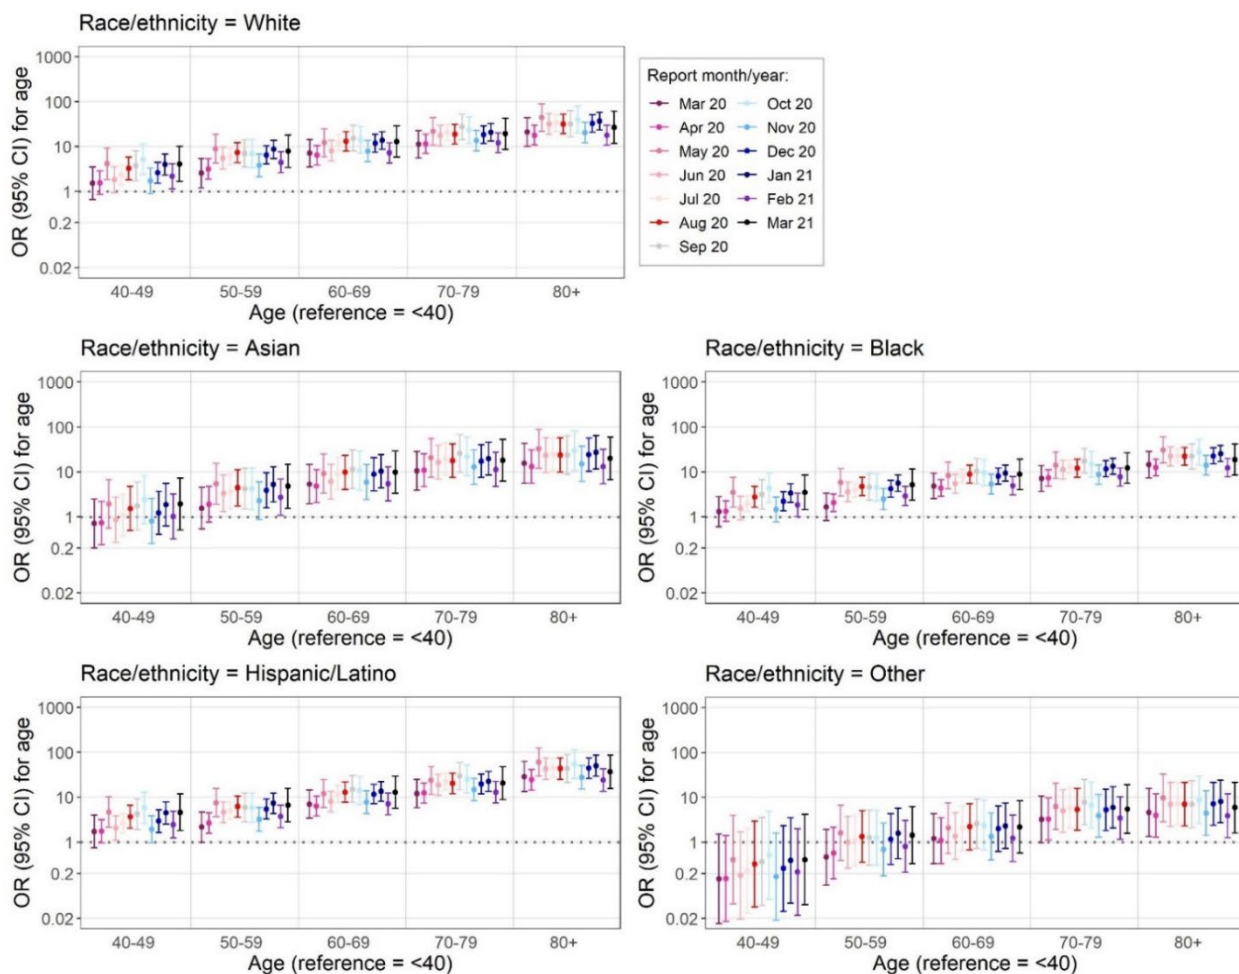 Race/ethnicity = White
OR (95% CI) for age
1000
100
10
1
0.2
0.02
40-49 50-59 60-69 70-79 80+
Age (reference = <40)
Report month/year:
Mar 20 Oct 20
Apr 20 Nov 20
May 20 Dec 20
Jun 20 Jan 21
Jul 20 Feb 21
Aug 20 Mar 21
Sep 20
Race/ethnicity = Asian
OR (95% CI) for age
1000
100
10
1
0.2
0.02
40-49 50-59 60-69 70-79 80+
Age (reference = <40)
Race/ethnicity = Black
OR (95% CI) for age
1000
100
10
1
0.2
0.02
40-49 50-59 60-69 70-79 80+
Age (reference = <40)
Race/ethnicity = Hispanic/Latino
OR (95% CI) for age
1000
100
10
1
0.2
0.02
40-49 50-59 60-69 70-79 80+
Age (reference = <40)
Race/ethnicity = Other
OR (95% CI) for age
1000
100
10
1
0.2
0.02
40-49 50-59 60-69 70-79 80+
Age (reference = <40)